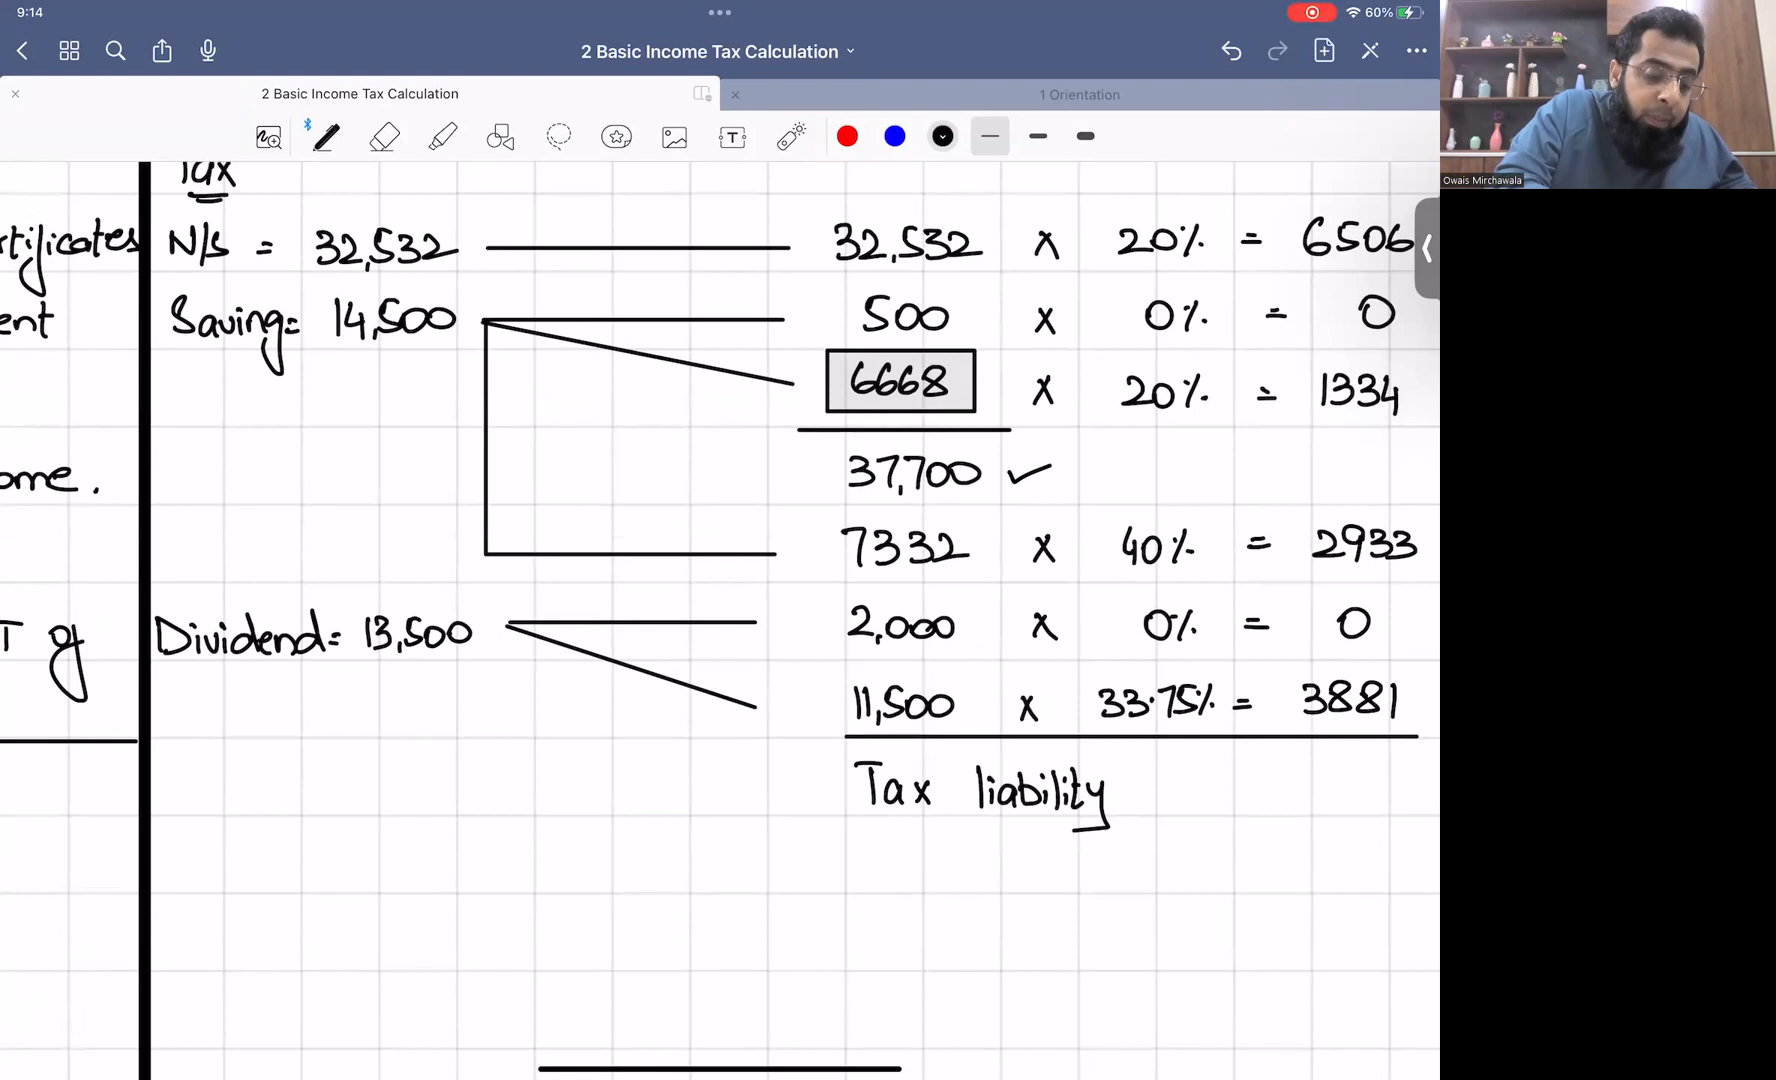 9:14
60%
2 Basic Income Tax Calculation
2 Basic Income Tax Calculation
1 Orientation
Owais Mirchawala
Tax
rtificates
N/S = 32,532 32,532 x 20% = 6506
ent
Saving= 14,500 500 x 0% = 0
6668 x 20% = 1334
ome.
37,700 ✓
7332 x 40% = 2933
T of
Dividend= 13,500 2,000 x 0% = 0
11,500 x 33.75% = 3881
Tax liability